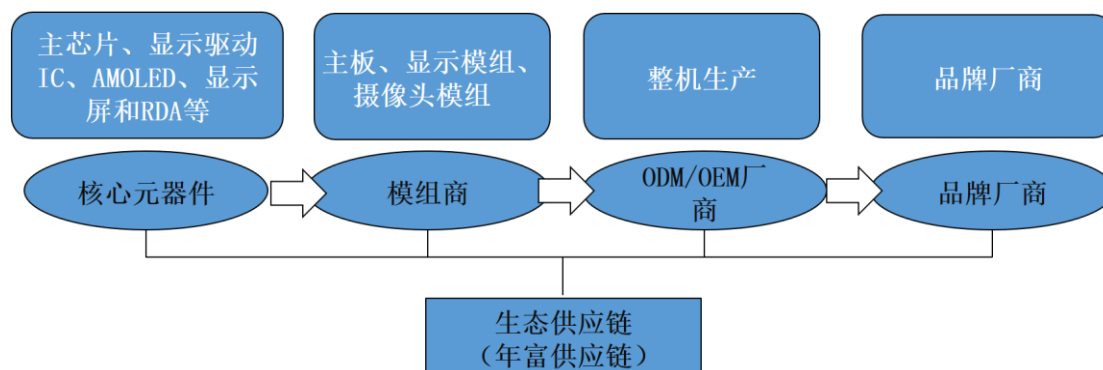 主芯片、显示驱动
IC、AMOLED、显示
屏和RDA等
主板、显示模组、
摄像头模组
整机生产
品牌厂商
核心元器件
模组商
ODM/OEM厂
商
品牌厂商
生态供应链
（年富供应链）